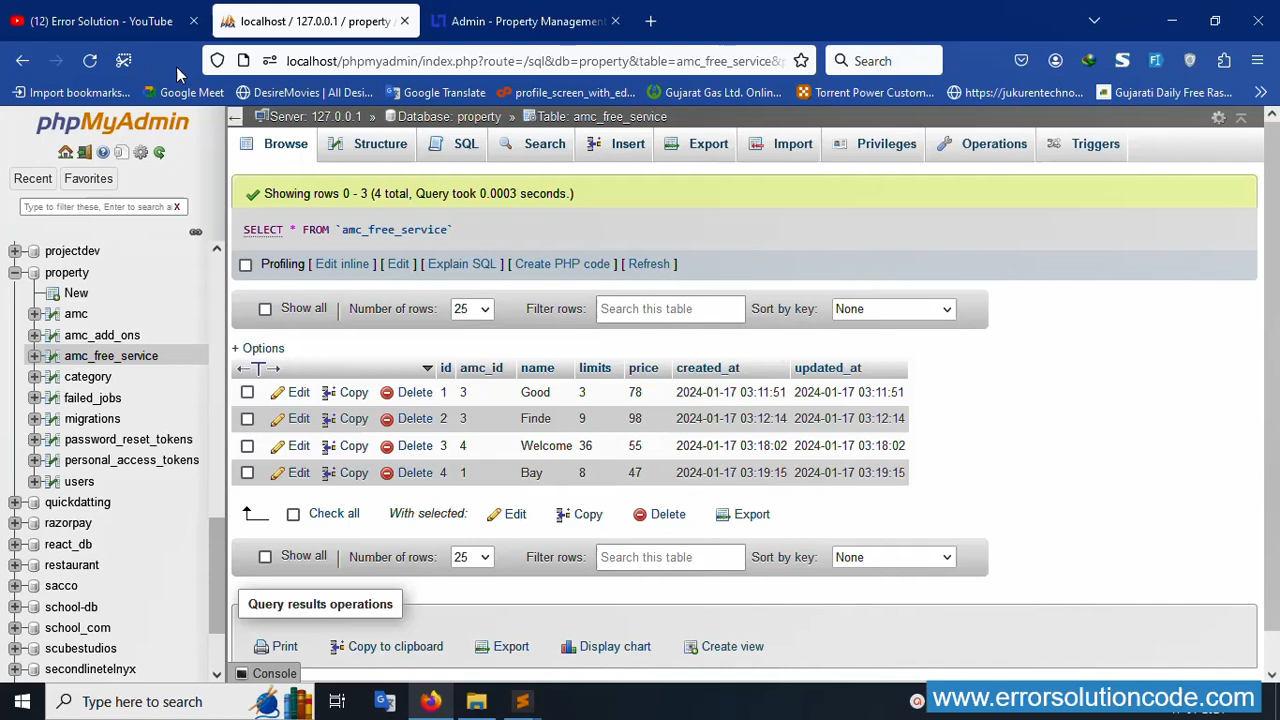 (12) Error Solution - YouTube
localhost / 127.0.0.1 / property
Admin - Property Management
localhost/phpmyadmin/index.php?route=/sql&db=property&table=amc_free_service&
Search
Import bookmarks...
Google Meet
DesireMovies | All Desi...
Google Translate
profile_screen_with_ed...
Gujarat Gas Ltd. Onlin...
Torrent Power Custom...
https://jukurentechno...
Gujarati Daily Free Ras...
phpMyAdmin
Recent
Favorites
Type to filter these, Enter to search a
X
projectdev
property
New
amc
amc_add_ons
amc_free_service
category
failed_jobs
migrations
password_reset_tokens
personal_access_tokens
users
quickdatting
razorpay
react_db
restaurant
sacco
school-db
school_com
scubestudios
secondlinetelnyx
Server: 127.0.0.1 » Database: property » Table: amc_free_service
Browse Structure SQL Search Insert Export Import Privileges Operations Triggers
Showing rows 0 - 3 (4 total, Query took 0.0003 seconds.)
SELECT * FROM `amc_free_service`
Profiling [ Edit inline ] [ Edit ] [ Explain SQL ] [ Create PHP code ] [ Refresh ]
Show all | Number of rows: 25 Filter rows: Search this table Sort by key: None
+ Options
←T→ id amc_id name limits price created_at updated_at
Edit Copy Delete 1 3 Good 3 78 2024-01-17 03:11:51 2024-01-17 03:11:51
Edit Copy Delete 2 3 Finde 9 98 2024-01-17 03:12:14 2024-01-17 03:12:14
Edit Copy Delete 3 4 Welcome 36 55 2024-01-17 03:18:02 2024-01-17 03:18:02
Edit Copy Delete 4 1 Bay 8 47 2024-01-17 03:19:15 2024-01-17 03:19:15
Check all With selected: Edit Copy Delete Export
Show all | Number of rows: 25 Filter rows: Search this table Sort by key: None
Query results operations
Print Copy to clipboard Export Display chart Create view
Console
Type here to search
www.errorsolutioncode.com